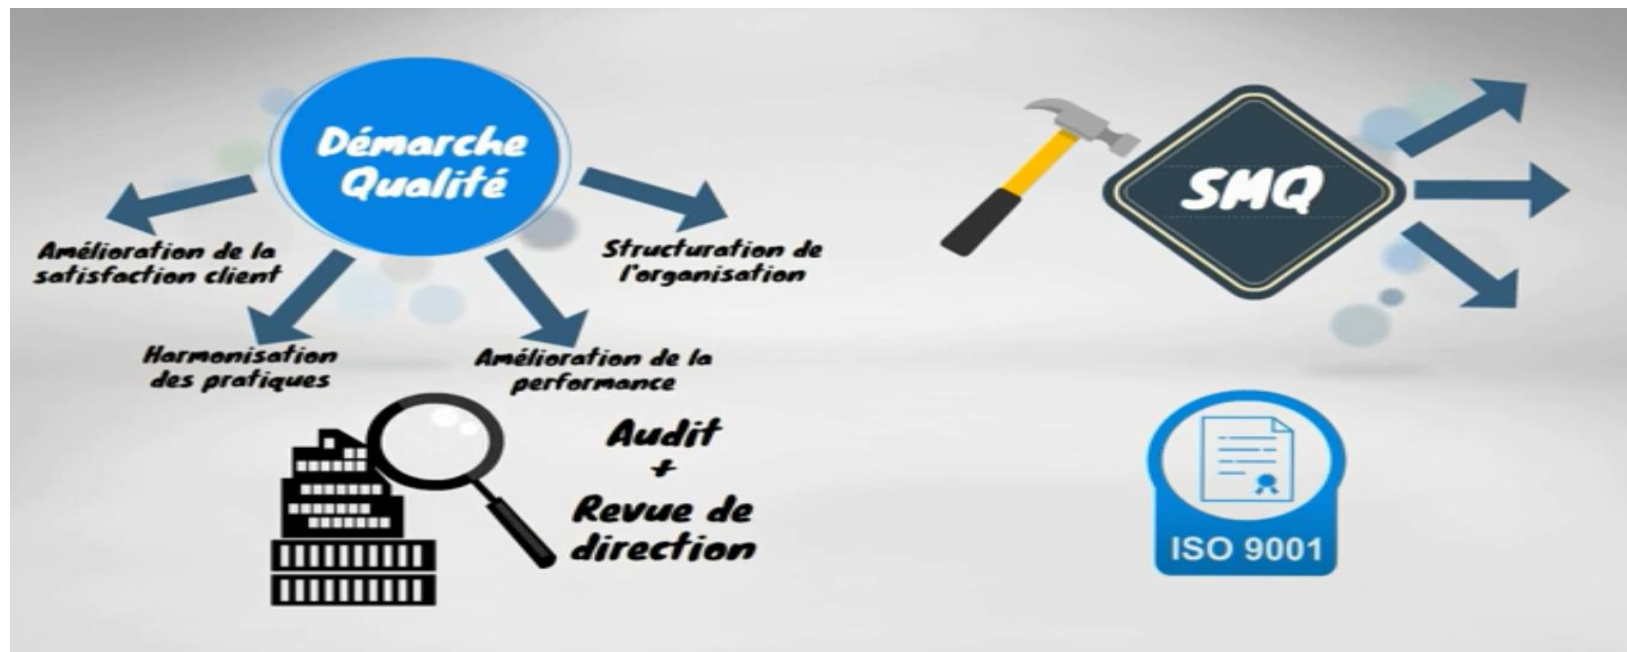 Démarche
Qualité
SMQ
Amélioration de la
satisfaction client
Structuration de
l'organisation
Harmonisation
des pratiques
Amélioration de la
performance
Audit
+
Revue de
direction
ISO 9001